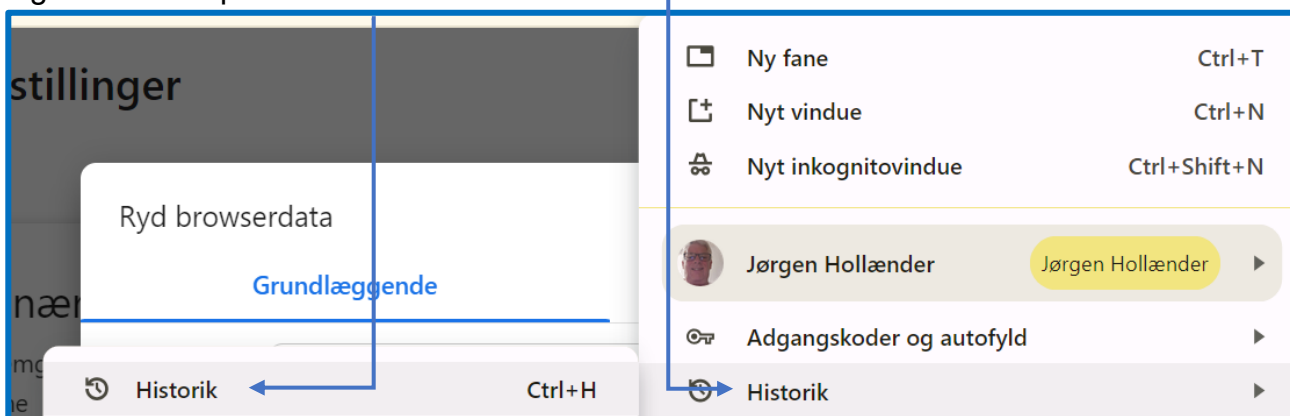 stillinger
Ryd browserdata
Grundlæggende
Historik Ctrl+H
Ny fane Ctrl+T
Nyt vindue Ctrl+N
Nyt inkognitovindue Ctrl+Shift+N
Jørgen Hollænder Jørgen Hollænder
Adgangskoder og autofyld
Historik